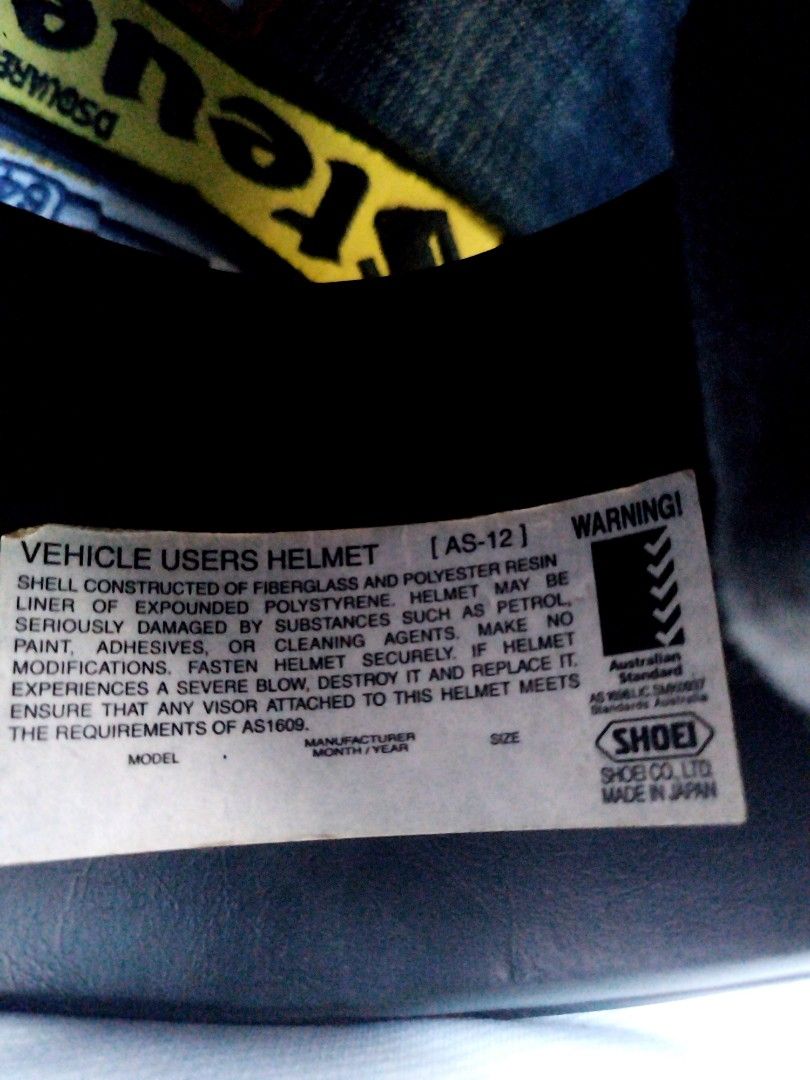 VEHICLE USERS HELMET [AS-12]
SHELL CONSTRUCTED OF FIBERGLASS AND POLYESTER RESIN
LINER OF EXPOUNDED POLYSTYRENE. HELMET MAY BE
SERIOUSLY DAMAGED BY SUBSTANCES SUCH AS PETROL,
PAINT, ADHESIVES, OR CLEANING AGENTS. MAKE NO
MODIFICATIONS. FASTEN HELMET SECURELY. IF HELMET
EXPERIENCES A SEVERE BLOW, DESTROY IT AND REPLACE IT.
ENSURE THAT ANY VISOR ATTACHED TO THIS HELMET MEETS
THE REQUIREMENTS OF AS1609.
MODEL
MANUFACTURER
MONTH / YEAR
SIZE
WARNING!
Australian
Standard
Standards Australia
SHOEI
SHOEI CO., LTD.
MADE IN JAPAN